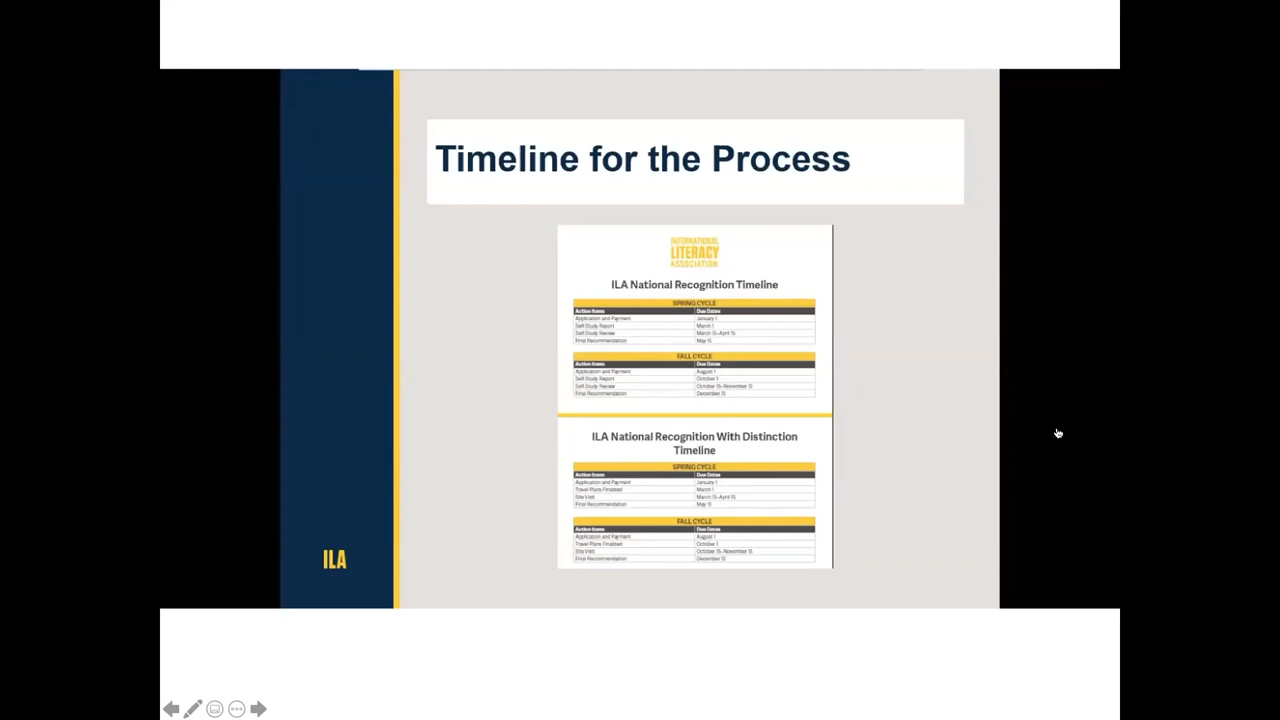 Timeline for the Process
INTERNATIONAL
LITERACY
ASSOCIATION
ILA National Recognition Timeline
SPRING CYCLE
Action Items Due Dates
Application and Payment January 1
Self-Study Report March 1
Self-Study Review March 15–April 15
Final Recommendation May 15
FALL CYCLE
Action Items Due Dates
Application and Payment August 1
Self-Study Report October 1
Self-Study Review October 15–November 15
Final Recommendation December 15
ILA National Recognition With Distinction
Timeline
SPRING CYCLE
Action Items Due Dates
Application and Payment January 1
Travel Plans Finalized March 1
Site Visit March 15–April 15
Final Recommendation May 15
FALL CYCLE
Action Items Due Dates
Application and Payment August 1
Travel Plans Finalized October 1
Site Visit October 15–November 15
Final Recommendation December 15
ILA